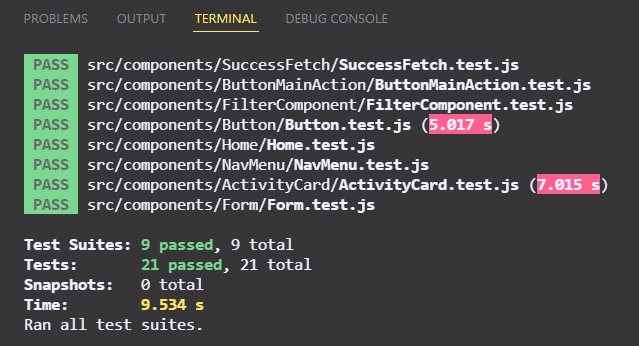 PROBLEMS OUTPUT TERMINAL DEBUG CONSOLE
PASS src/components/SuccessFetch/SuccessFetch.test.js
PASS src/components/ButtonMainAction/ButtonMainAction.test.js
PASS src/components/FilterComponent/FilterComponent.test.js
PASS src/components/Button/Button.test.js (5.017 s)
PASS src/components/Home/Home.test.js
PASS src/components/NavMenu/NavMenu.test.js
PASS src/components/ActivityCard/ActivityCard.test.js (7.015 s)
PASS src/components/Form/Form.test.js
Test Suites: 9 passed, 9 total
Tests: 21 passed, 21 total
Snapshots: 0 total
Time: 9.534 s
Ran all test suites.